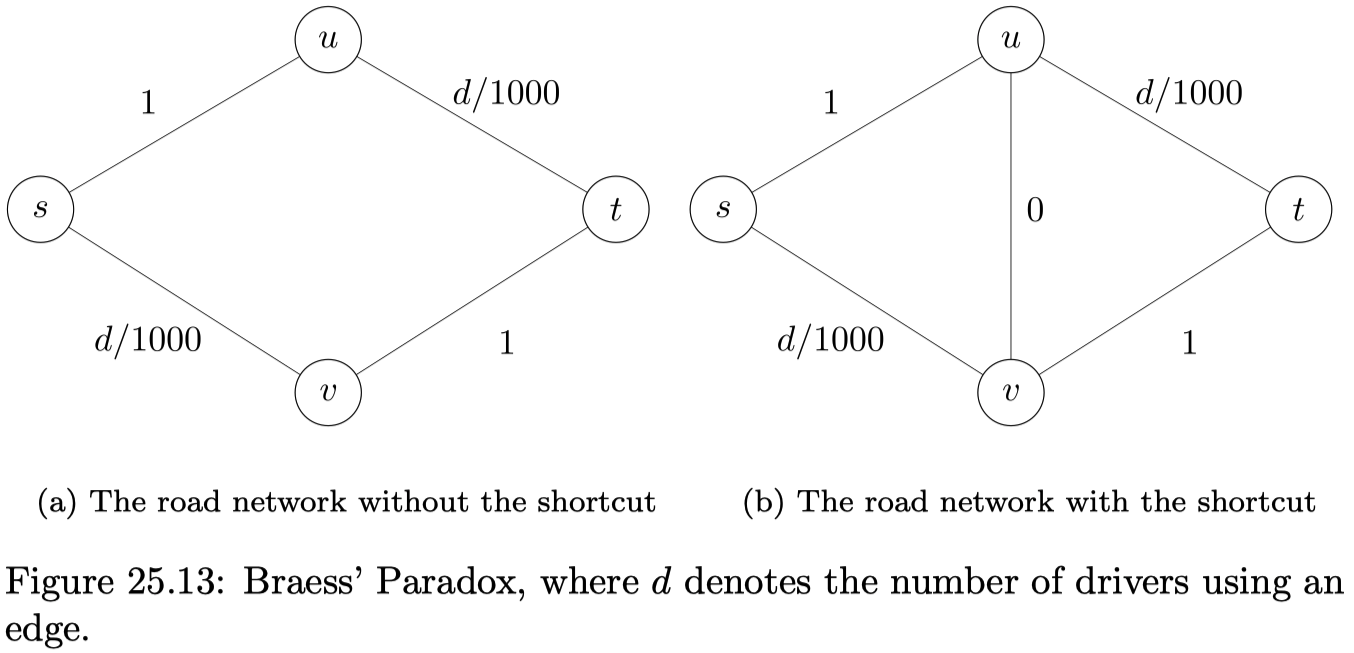 u
1
d/1000
s
t
d/1000
1
v
u
1
d/1000
s
0
t
d/1000
1
v
(a) The road network without the shortcut
(b) The road network with the shortcut
Figure 25.13: Braess’ Paradox, where d denotes the number of drivers using an
edge.